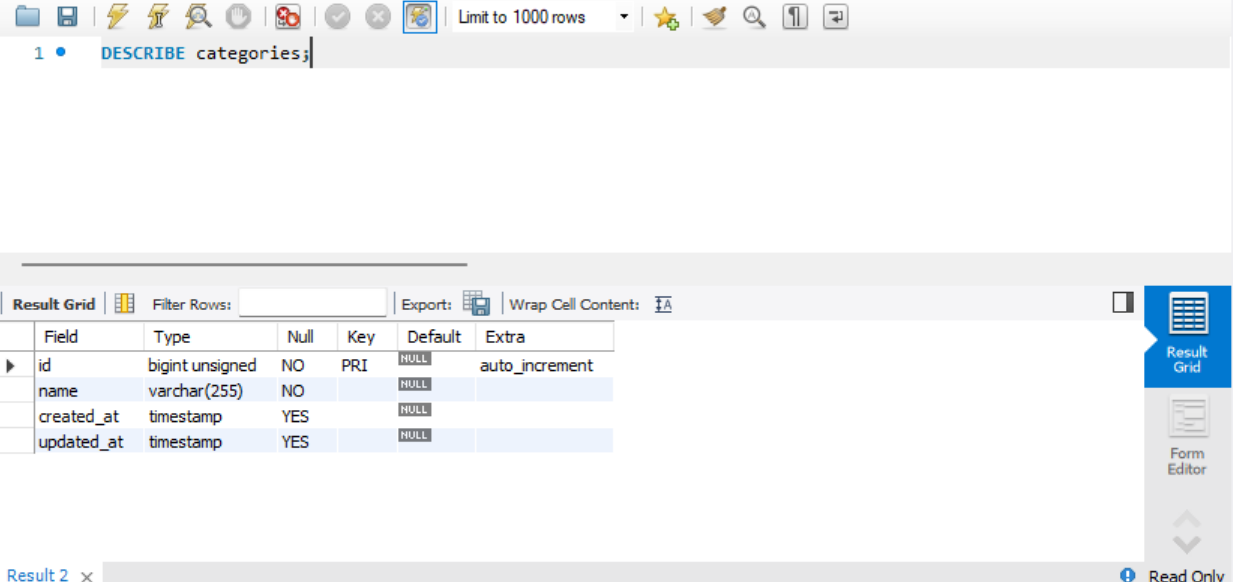 Limit to 1000 rows
1 DESCRIBE categories;
Result Grid Filter Rows: Export: Wrap Cell Content:
Field Type Null Key Default Extra
id bigint unsigned NO PRI NULL auto_increment
name varchar(255) NO NULL
created_at timestamp YES NULL
updated_at timestamp YES NULL
Result
Grid
Form
Editor
Result 2 Read Only